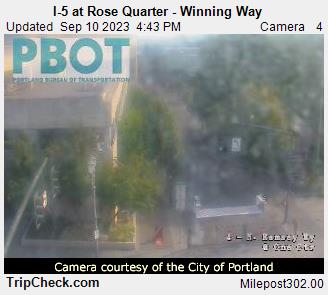 I-5 at Rose Quarter - Winning Way
Updated Sep 10 2023 4:43 PM Camera 4
PBOT
PORTLAND BUREAU OF TRANSPORTATION
Camera courtesy of the City of Portland
TripCheck.com Milepost302.00